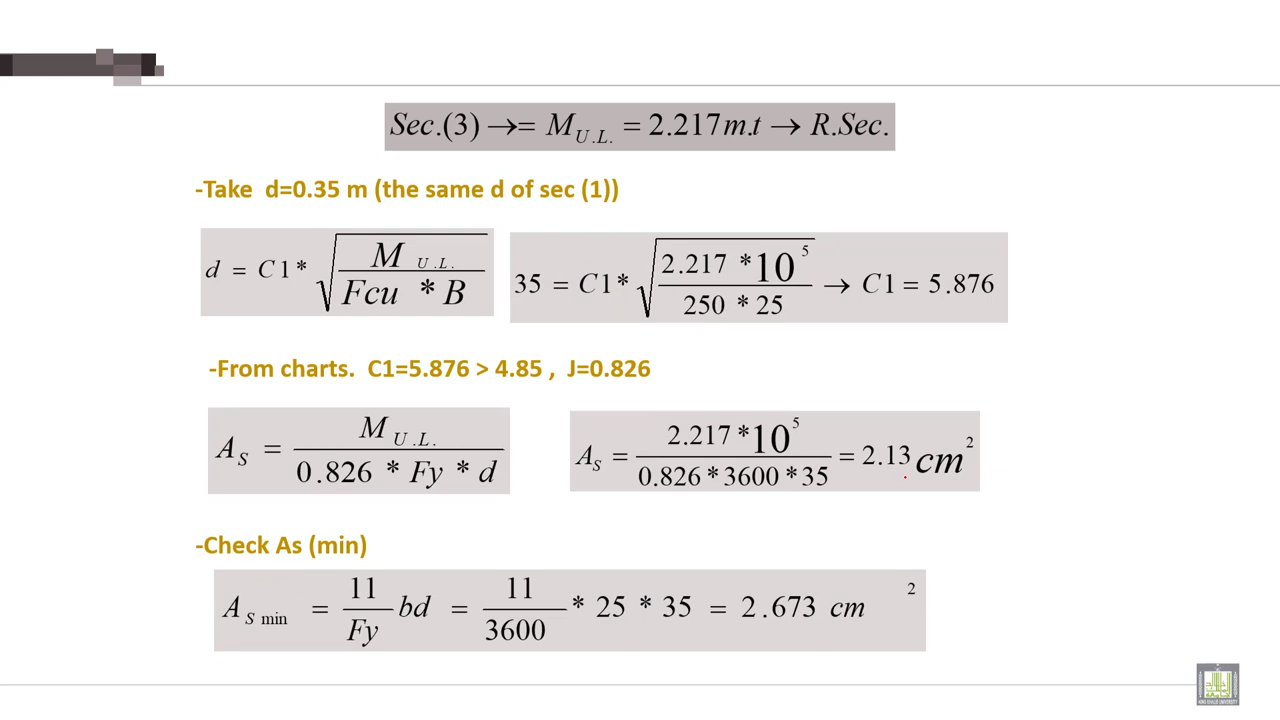 Sec.(3) →= M U.L. = 2.217 m.t → R.Sec.
-Take d=0.35 m (the same d of sec (1))
d = C1 * √(M U.L. / Fcu * B)
35 = C1 * √(2.217 * 10^5 / 250 * 25) → C1 = 5.876
-From charts. C1=5.876 > 4.85 , J=0.826
A_S = M U.L. / 0.826 * Fy * d
A_S = 2.217 * 10^5 / 0.826 * 3600 * 35 = 2.13 cm^2
-Check As (min)
A_S min = 11 / Fy bd = 11 / 3600 * 25 * 35 = 2.673 cm^2
KING KHALID UNIVERSITY